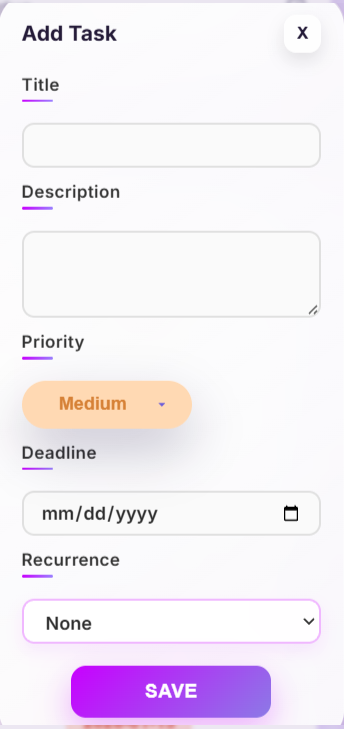 Add Task
X
Title
Description
Priority
Medium
Deadline
mm/dd/yyyy
Recurrence
None
SAVE